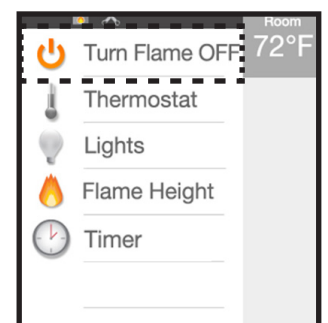 Room
Turn Flame OFF
72°F
Thermostat
Lights
Flame Height
Timer